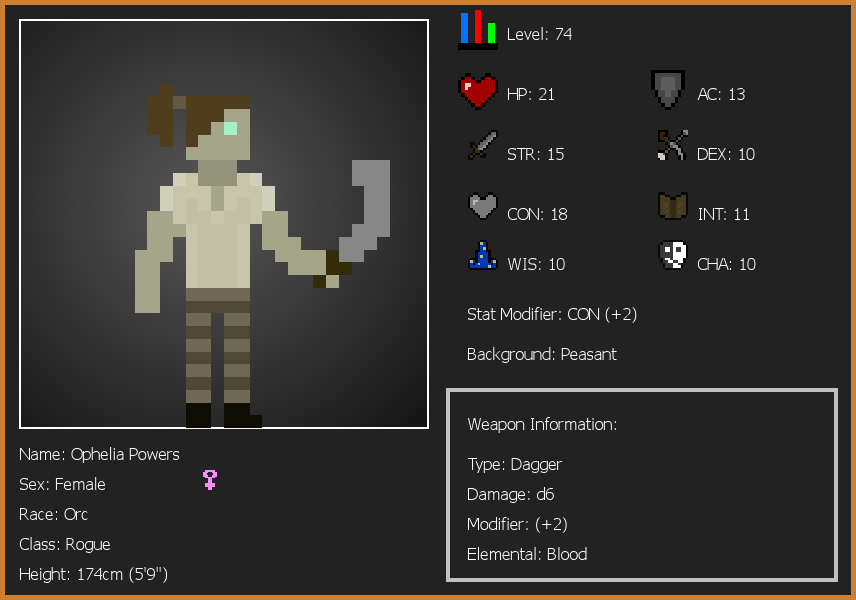 Level: 74
HP: 21
AC: 13
STR: 15
DEX: 10
CON: 18
INT: 11
WIS: 10
CHA: 10
Stat Modifier: CON (+2)
Background: Peasant
Weapon Information:
Type: Dagger
Damage: d6
Modifier: (+2)
Elemental: Blood
Name: Ophelia Powers
Sex: Female
Race: Orc
Class: Rogue
Height: 174cm (5'9")